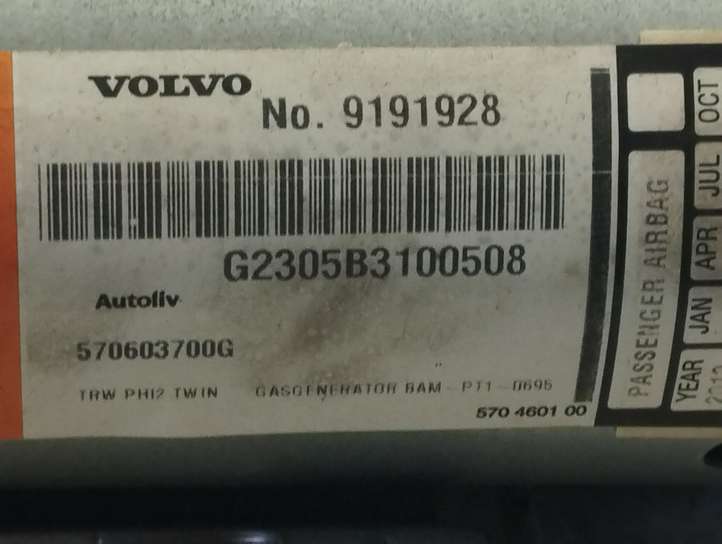 VOLVO
No. 9191928
G2305B3100508
Autoliv
570603700G
TRW PHI2 TWIN GASGENERATOR BAM - PT1 - 0695
570 4601 00
PASSENGER AIRBAG
YEAR JAN APR JUL OCT